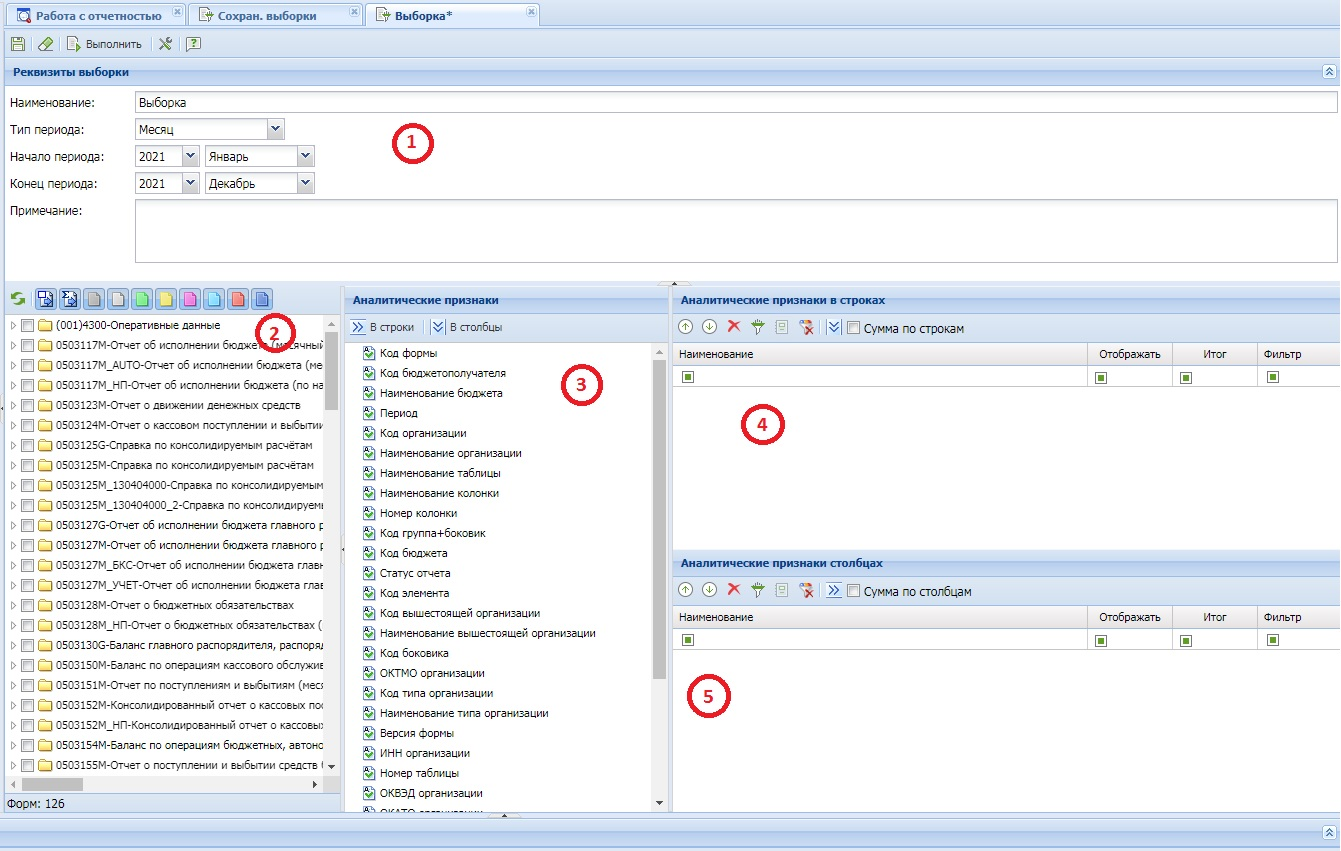 Работа с отчетностью
Сохран. выборки
Выборка*
Выполнить
Реквизиты выборки
Наименование:
Выборка
Тип периода:
Месяц
1
Начало периода:
2021
Январь
Конец периода:
2021
Декабрь
Примечание:
(001)4300-Оперативные данные
2
0503117M-Отчет об исполнении бюджета (месячный
0503117M_AUTO-Отчет об исполнении бюджета (ме
0503117M_НП-Отчет об исполнении бюджета (по на
0503123M-Отчет о движении денежных средств
0503124M-Отчет о кассовом поступлении и выбытии
0503125G-Справка по консолидируемым расчётам
0503125M-Справка по консолидируемым расчётам
0503125M_130404000-Справка по консолидируемым
0503125M_130404000_2-Справка по консолидируемы
0503127G-Отчет об исполнении бюджета главного р
0503127M-Отчет об исполнении бюджета главного р
0503127M_БКС-Отчет об исполнении бюджета главн
0503127M_УЧЕТ-Отчет об исполнении бюджета глав
0503128M-Отчет о бюджетных обязательствах
0503128M_НП-Отчет о бюджетных обязательствах (
0503130G-Баланс главного распорядителя, распоряд
0503150M-Баланс по операциям кассового обслужив
0503151M-Отчет по поступлениям и выбытиям (меся
0503152M-Консолидированный отчет о кассовых пос
0503152M_НП-Консолидированный отчет о кассовых
0503154M-Баланс по операциям бюджетных, автоно
0503155M-Отчет о поступлении и выбытии средств
Форм: 126
Аналитические признаки
В строки
В столбцы
Код формы
Код бюджетополучателя
3
Наименование бюджета
Период
Код организации
Наименование организации
Наименование таблицы
Наименование колонки
Номер колонки
Код группа+боковик
Код бюджета
Статус отчета
Код элемента
Код вышестоящей организации
Наименование вышестоящей организации
Код боковика
ОКТМО организации
Код типа организации
Наименование типа организации
Версия формы
ИНН организации
Номер таблицы
ОКВЭД организации
ОКАТО организации
Аналитические признаки в строках
Сумма по строкам
Наименование
Отображать
Итог
Фильтр
4
Аналитические признаки столбцах
Сумма по столбцам
Наименование
Отображать
Итог
Фильтр
5